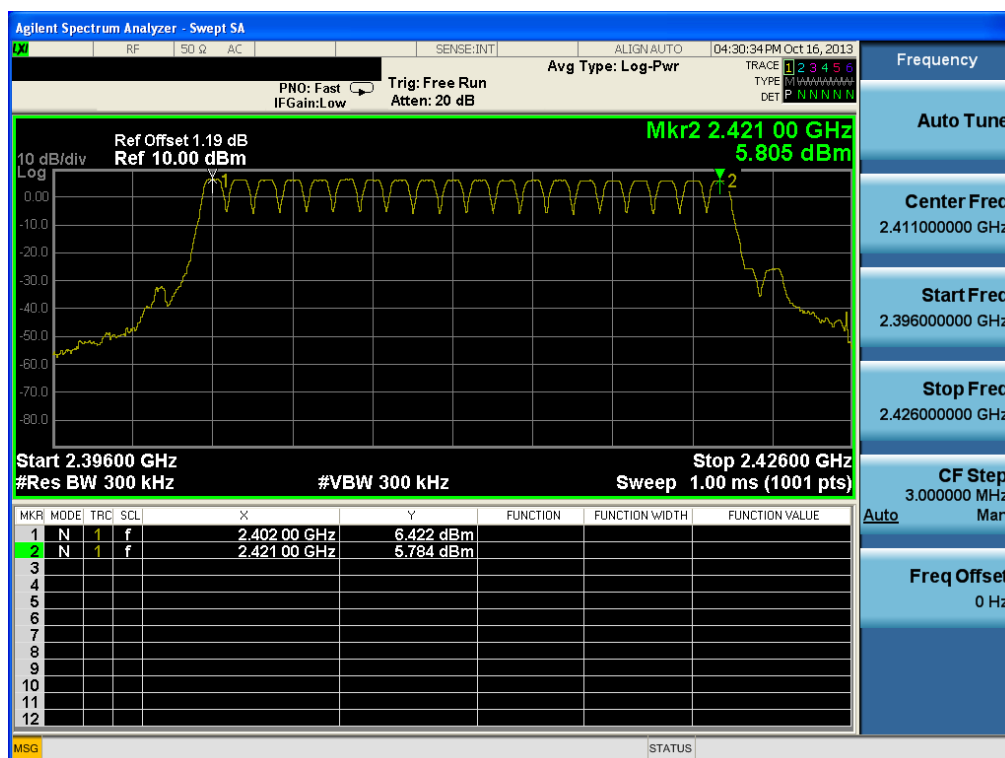 Agilent Spectrum Analyzer - Swept SA
LXI RF 50 Ω AC SENSE:INT ALIGN AUTO 04:30:34 PM Oct 16, 2013
Frequency
Avg Type: Log-Pwr
TRACE 1 2 3 4 5 6
PNO: Fast Trig: Free Run
TYPE M W W W W W
IFGain:Low Atten: 20 dB
DET P N N N N N
Auto Tune
Mkr2 2.421 00 GHz
Ref Offset 1.19 dB
10 dB/div Ref 10.00 dBm 5.805 dBm
Log
1
2
0.00
-10.0
-20.0
-30.0
-40.0
-50.0
-60.0
-70.0
-80.0
Center Freq
2.411000000 GHz
Start Freq
2.396000000 GHz
Stop Freq
2.426000000 GHz
Start 2.39600 GHz Stop 2.42600 GHz
#Res BW 300 kHz #VBW 300 kHz Sweep 1.00 ms (1001 pts)
CF Step
3.000000 MHz
Auto Man
MKR MODE TRC SCL X Y FUNCTION FUNCTION WIDTH FUNCTION VALUE
1 N 1 f 2.402 00 GHz 6.422 dBm
2 N 1 f 2.421 00 GHz 5.784 dBm
3
4
5
6
7
8
9
10
11
12
Freq Offset
0 Hz
MSG STATUS